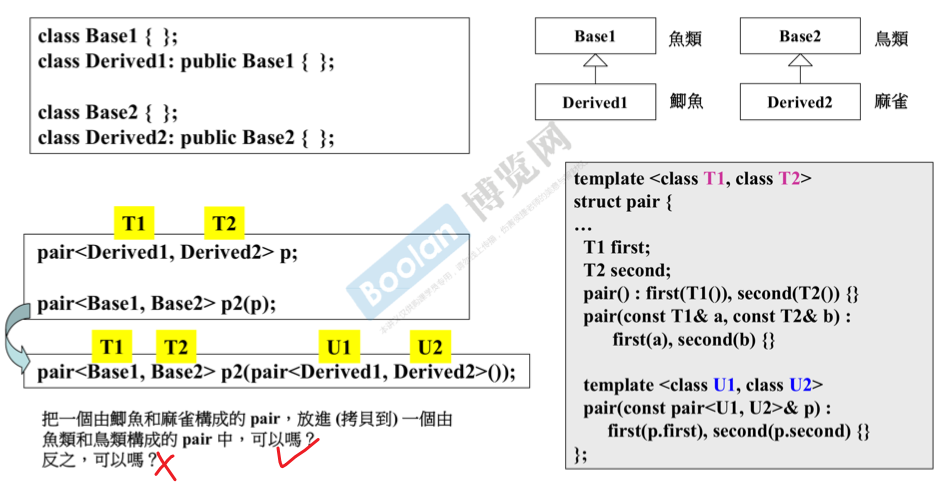 class Base1 { };
class Derived1: public Base1 { };
class Base2 { };
class Derived2: public Base2 { };
Base1
魚類
Base2
鳥類
Derived1
鯽魚
Derived2
麻雀
T1 T2
pair<Derived1, Derived2> p;
pair<Base1, Base2> p2(p);
T1 T2 U1 U2
pair<Base1, Base2> p2(pair<Derived1, Derived2>());
把一個由鯽魚和麻雀構成的 pair，放進 (拷貝到) 一個由
魚類和鳥類構成的 pair 中，可以嗎？
反之，可以嗎？
template <class T1, class T2>
struct pair {
…
T1 first;
T2 second;
pair() : first(T1()), second(T2()) {}
pair(const T1& a, const T2& b) :
first(a), second(b) {}
template <class U1, class U2>
pair(const pair<U1, U2>& p) :
first(p.first), second(p.second) {}
};
Boolan 博览网